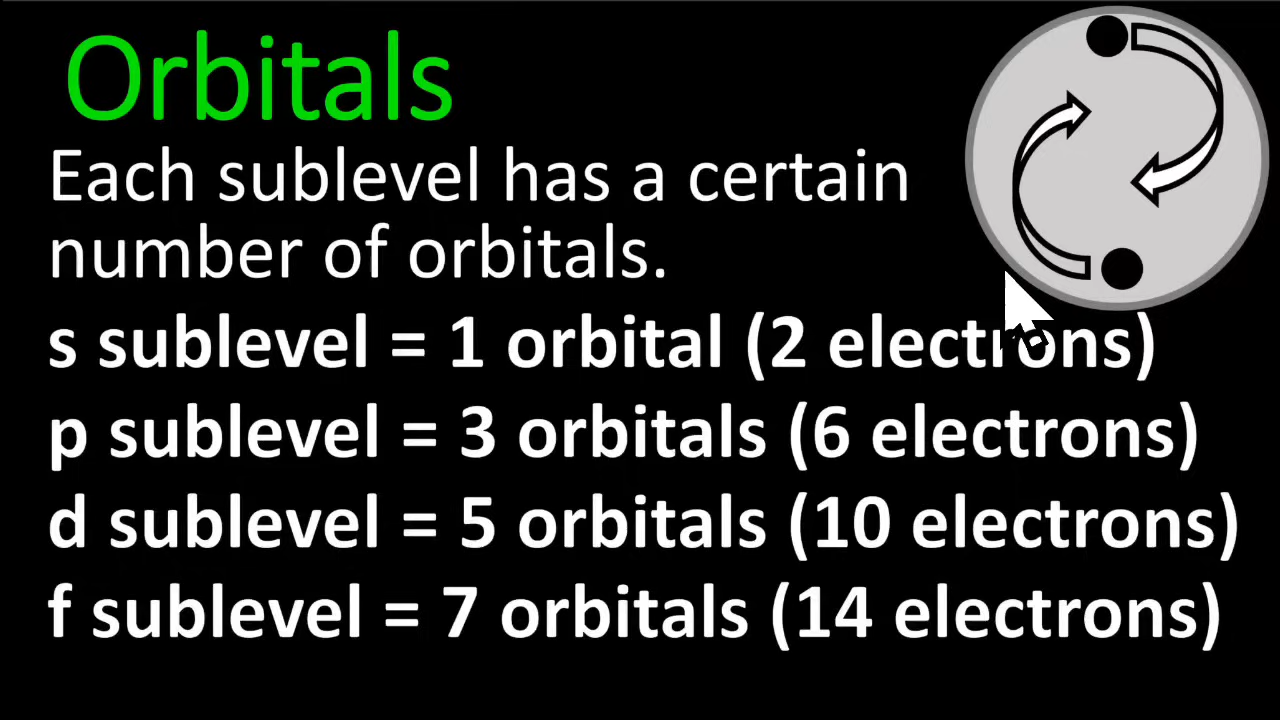 Orbitals
Each sublevel has a certain
number of orbitals.
s sublevel = 1 orbital (2 electrons)
p sublevel = 3 orbitals (6 electrons)
d sublevel = 5 orbitals (10 electrons)
f sublevel = 7 orbitals (14 electrons)